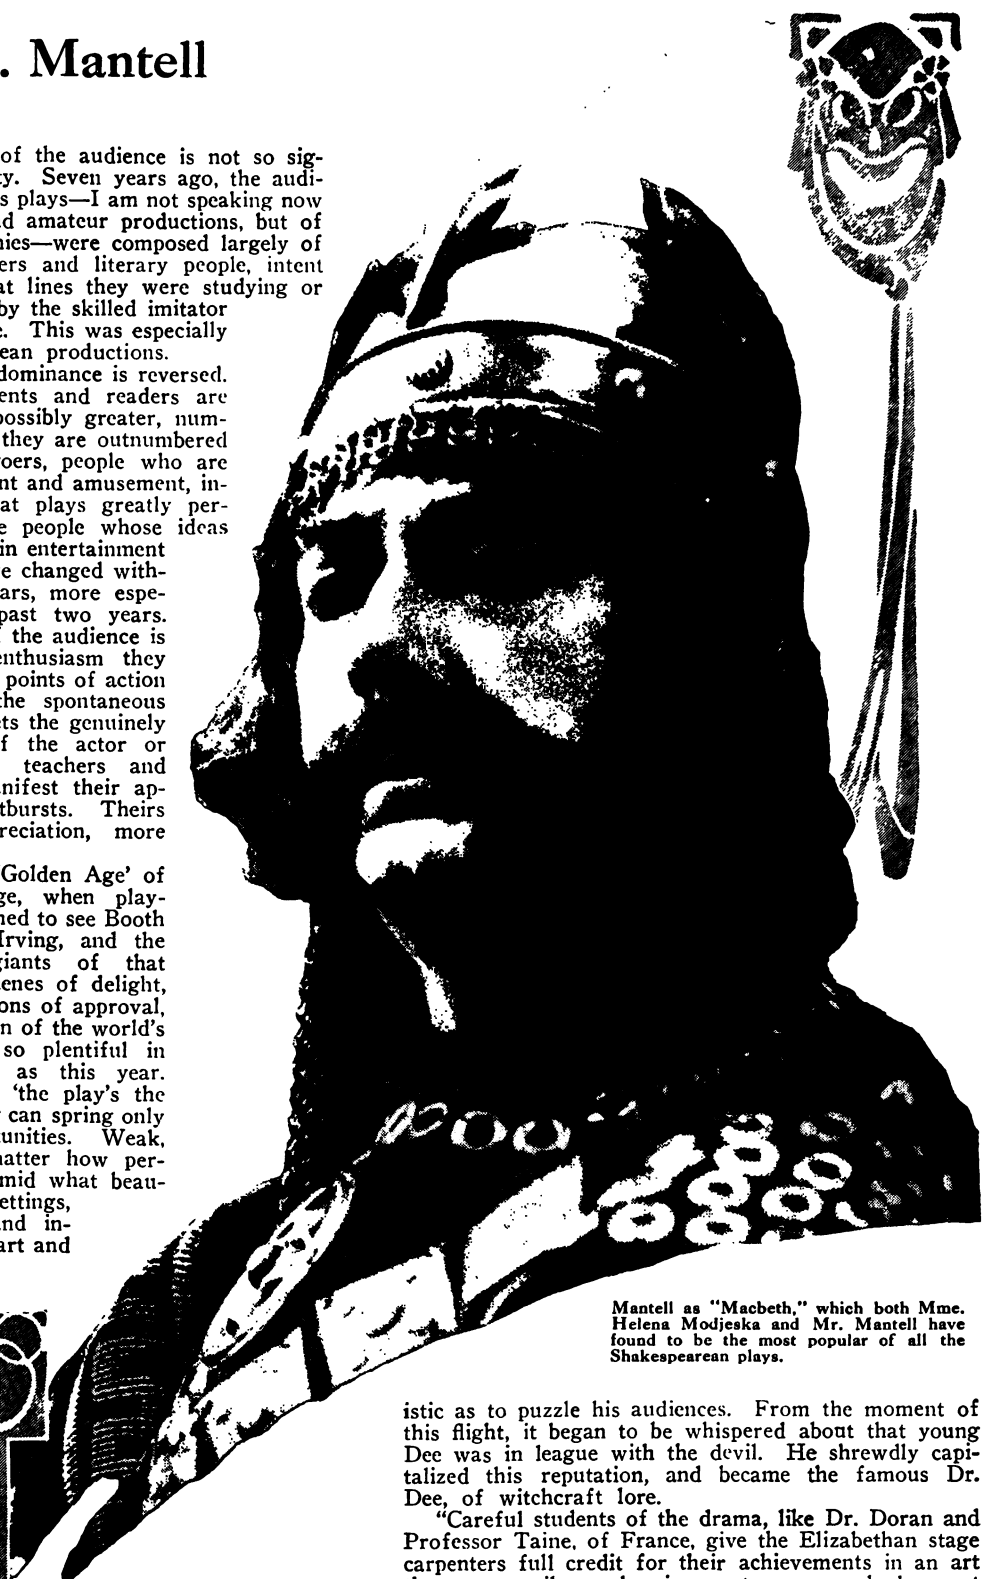 . Mantell
of the audience is not so sig-
ty. Seven years ago, the audi-
s plays—I am not speaking now
d amateur productions, but of
nies—were composed largely of
ers and literary people, intent
at lines they were studying or
by the skilled imitator
e. This was especially
ean productions.
dominance is reversed.
ents and readers are
possibly greater, num-
they are outnumbered
oers, people who are
nt and amusement, in-
at plays greatly per-
e people whose ideas
in entertainment
e changed with-
ars, more espe-
past two years.
the audience is
enthusiasm they
points of action
the spontaneous
ts the genuinely
f the actor or
teachers and
nifest their ap-
tbursts. Theirs
reciation, more
Golden Age' of
ge, when play-
ned to see Booth
Irving, and the
giants of that
enes of delight,
ons of approval,
n of the world's
so plentiful in
as this year.
'the play's the
can spring only
unities. Weak,
natter how per-
mid what beau-
ettings,
nd in-
art and
Mantell as "Macbeth," which both Mme.
Helena Modjeska and Mr. Mantell have
found to be the most popular of all the
Shakespearean plays.
istic as to puzzle his audiences. From the moment of
this flight, it began to be whispered about that young
Dee was in league with the devil. He shrewdly capi-
talized this reputation, and became the famous Dr.
Dee, of witchcraft lore.
"Careful students of the drama, like Dr. Doran and
Professor Taine, of France, give the Elizabethan stage
carpenters full credit for their achievements in an art